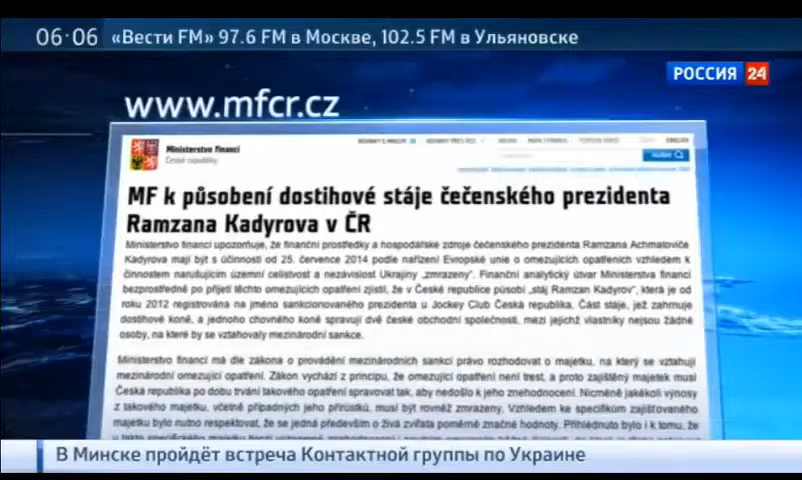 06:06 «Вести FM» 97.6 FM в Москве, 102.5 FM в Ульяновске
РОССИЯ 24
www.mfcr.cz
Ministerstvo financí
České republiky
ENGLISH
MF k působení dostihové stáje čečenského prezidenta
Ramzana Kadyrova v ČR
Ministerstvo financí upozorňuje, že finanční prostředky a hospodářské zdroje čečenského prezidenta Ramzana Achmatoviče
Kadyrova mají být s účinností od 25. července 2014 podle nařízení Evropské unie o omezujících opatřeních vzhledem k
činnostem narušujícím územní celistvost a nezávislost Ukrajiny „zmrazeny". Finanční analytický útvar Ministerstva financí
bezprostředně po přijetí těchto omezujících opatření zjistil, že v České republice působí „stáj Ramzan Kadyrov", která je od
roku 2012 registrována na jméno sankcionovaného prezidenta u Jockey Club Česká republika. Část stáje, jež zahrnuje
dostihové koně, a jednoho chovného koně spravují dvě české obchodní společnosti, mezi jejichž vlastníky nejsou žádné
osoby, na které by se vztahovaly mezinárodní sankce.
Ministerstvo financí má dle zákona o provádění mezinárodních sankcí právo rozhodovat o majetku, na který se vztahují
mezinárodní omezující opatření. Zákon vychází z principu, že omezující opatření není trest, a proto zajištěný majetek musí
Česká republika po dobu trvání takového opatření spravovat tak, aby nedošlo k jeho znehodnocení. Nicméně jakékoli výnosy
z takového majetku, včetně případných jeho přírůstků, musí být rovněž zmrazeny. Vzhledem ke specifikům zajišťovaného
majetku bylo nutno respektovat, že se jedná především o živá zvířata poměrně značné hodnoty. Přihlédnuto bylo i k tomu, že
В Минске пройдёт встреча Контактной группы по Украине